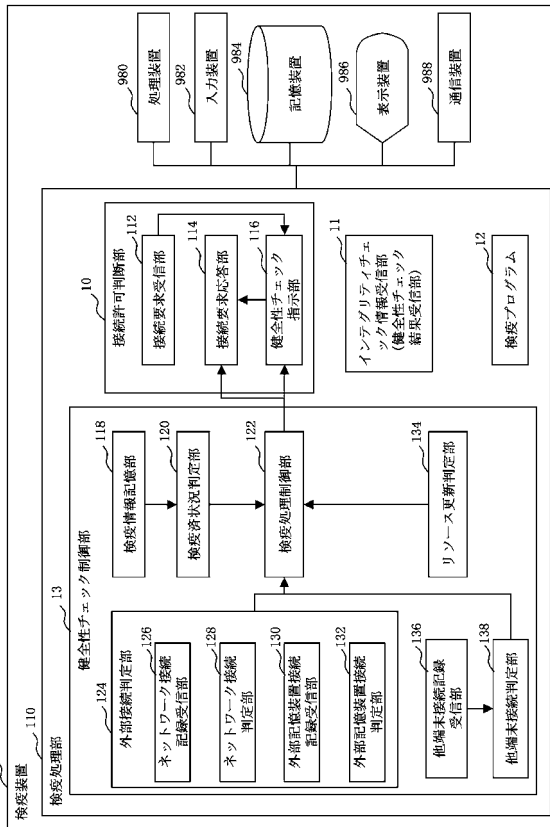 検疫装置
検疫処理部
110
健全性チェック制御部
13
124
外部接続判定部
126
ネットワーク接続
記録受信部
128
ネットワーク接続
判定部
130
外部記憶装置接続
記録受信部
132
外部記憶装置接続
判定部
136
他端末接続記録
受信部
138
他端末接続判定部
118
検疫情報記憶部
120
検疫済状況判定部
122
検疫処理制御部
134
リソース更新判定部
10
接続許可判断部
112
接続要求受信部
114
接続要求応答部
116
健全性チェック
指示部
11
インテグリティチェ
ック情報受信部
(健全性チェック
結果受信部)
12
検疫プログラム
980
処理装置
982
入力装置
984
記憶装置
986
表示装置
988
通信装置